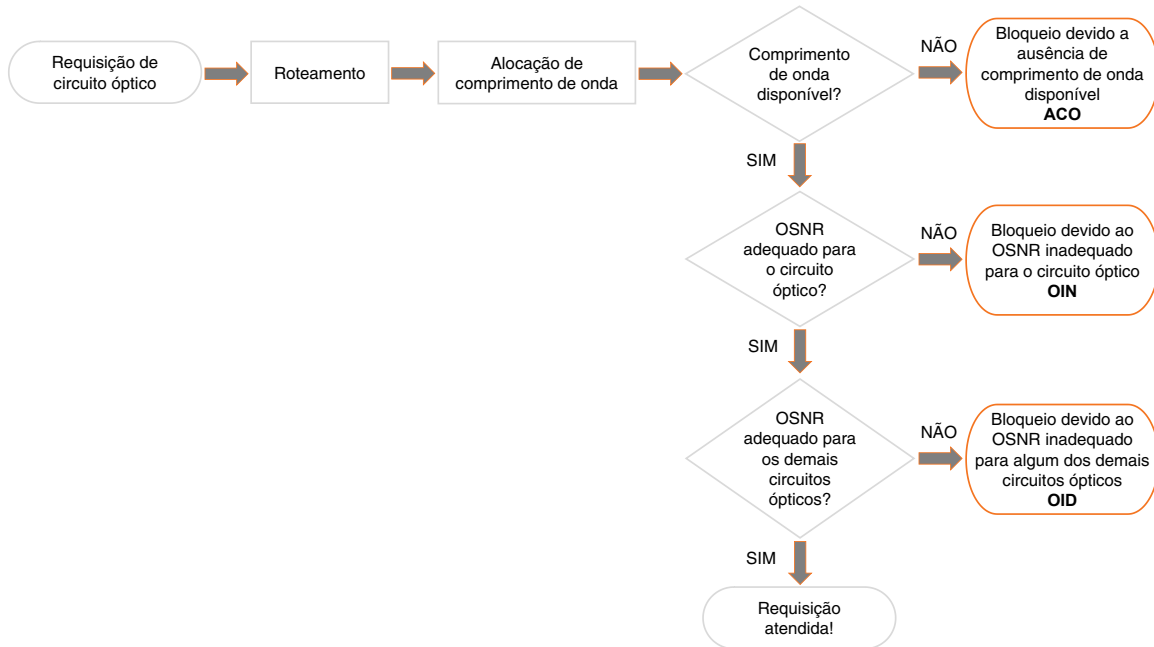 Requisição de
circuito óptico
Roteamento
Alocação de
comprimento de onda
Comprimento
de onda
disponível?
NÃO
Bloqueio devido a
ausência de
comprimento de onda
disponível
ACO
SIM
OSNR
adequado para
o circuito
óptico?
NÃO
Bloqueio devido ao
OSNR inadequado
para o circuito óptico
OIN
SIM
OSNR
adequado para
os demais
circuitos
ópticos?
NÃO
Bloqueio devido ao
OSNR inadequado
para algum dos demais
circuitos ópticos
OID
SIM
Requisição
atendida!